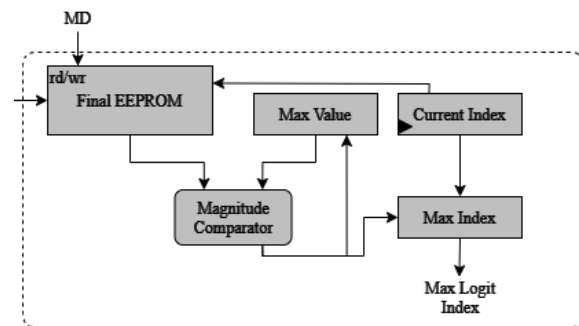 MD
rd/wr
Final EEPROM
Max Value
Current Index
Magnitude
Comparator
Max Index
Max Logit
Index